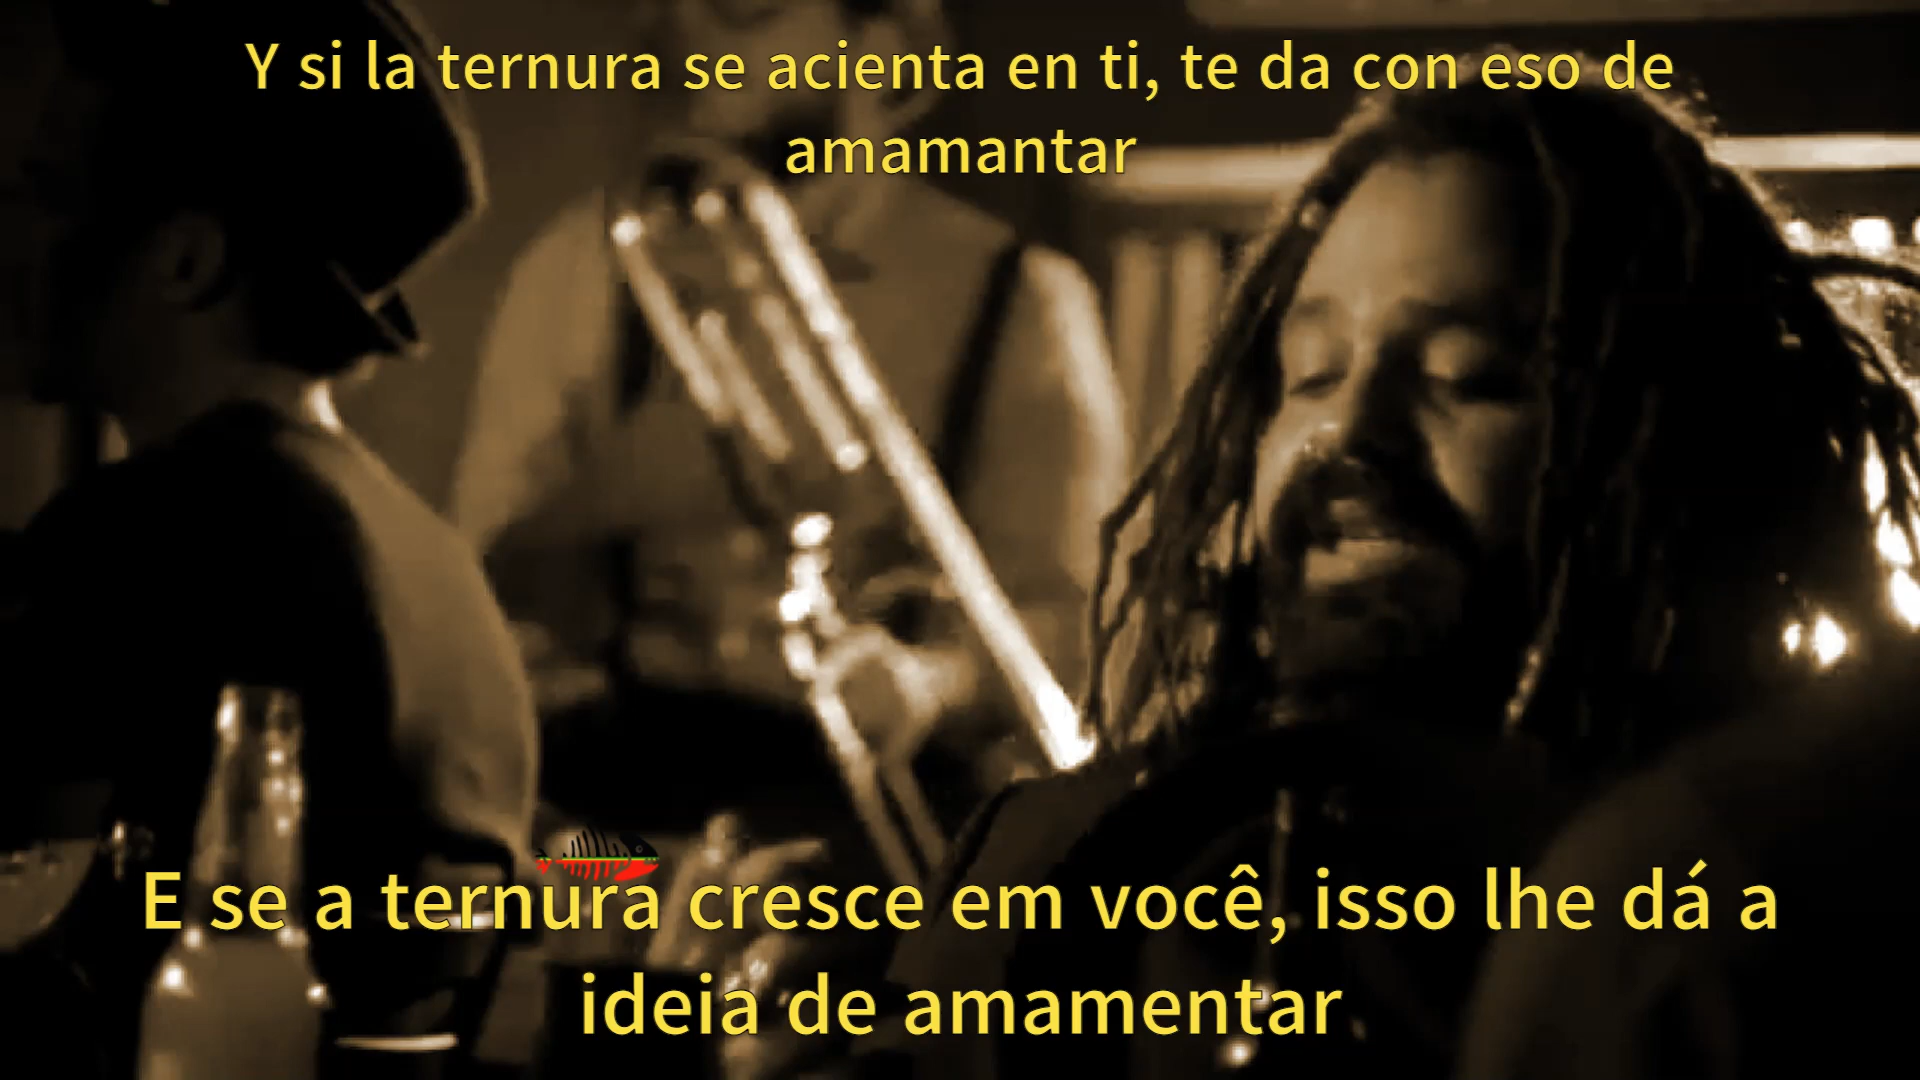 Y si la ternura se acienta en ti, te da con eso de
amamantar
E se a ternura cresce em você, isso lhe dá a
ideia de amamentar